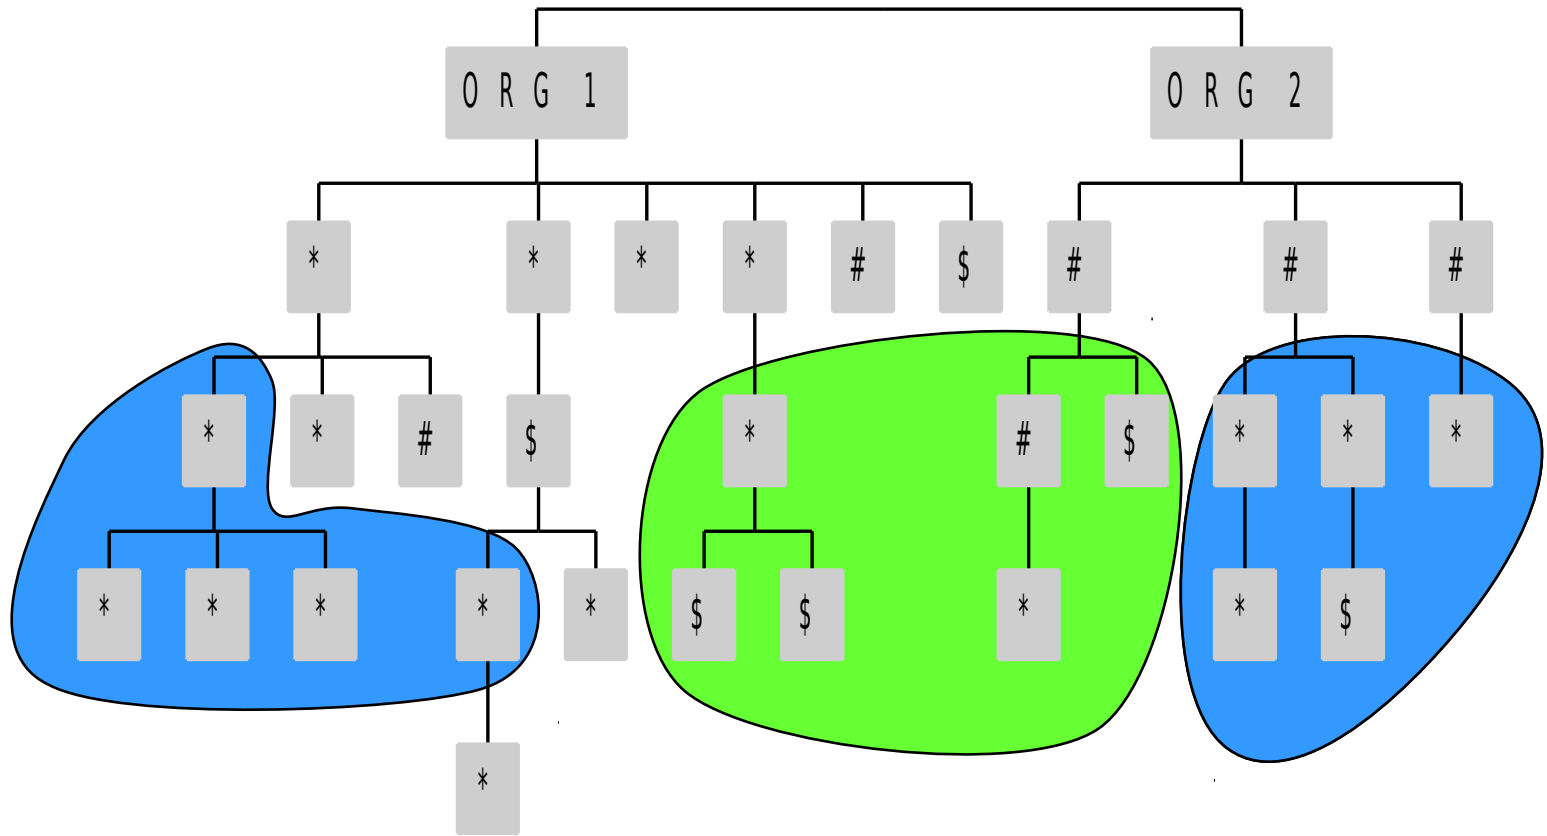 ORG 1 ORG 2
* * * * # $ # # #
* * # $ * # $ * * *
* * * * * $ $ * * $
*